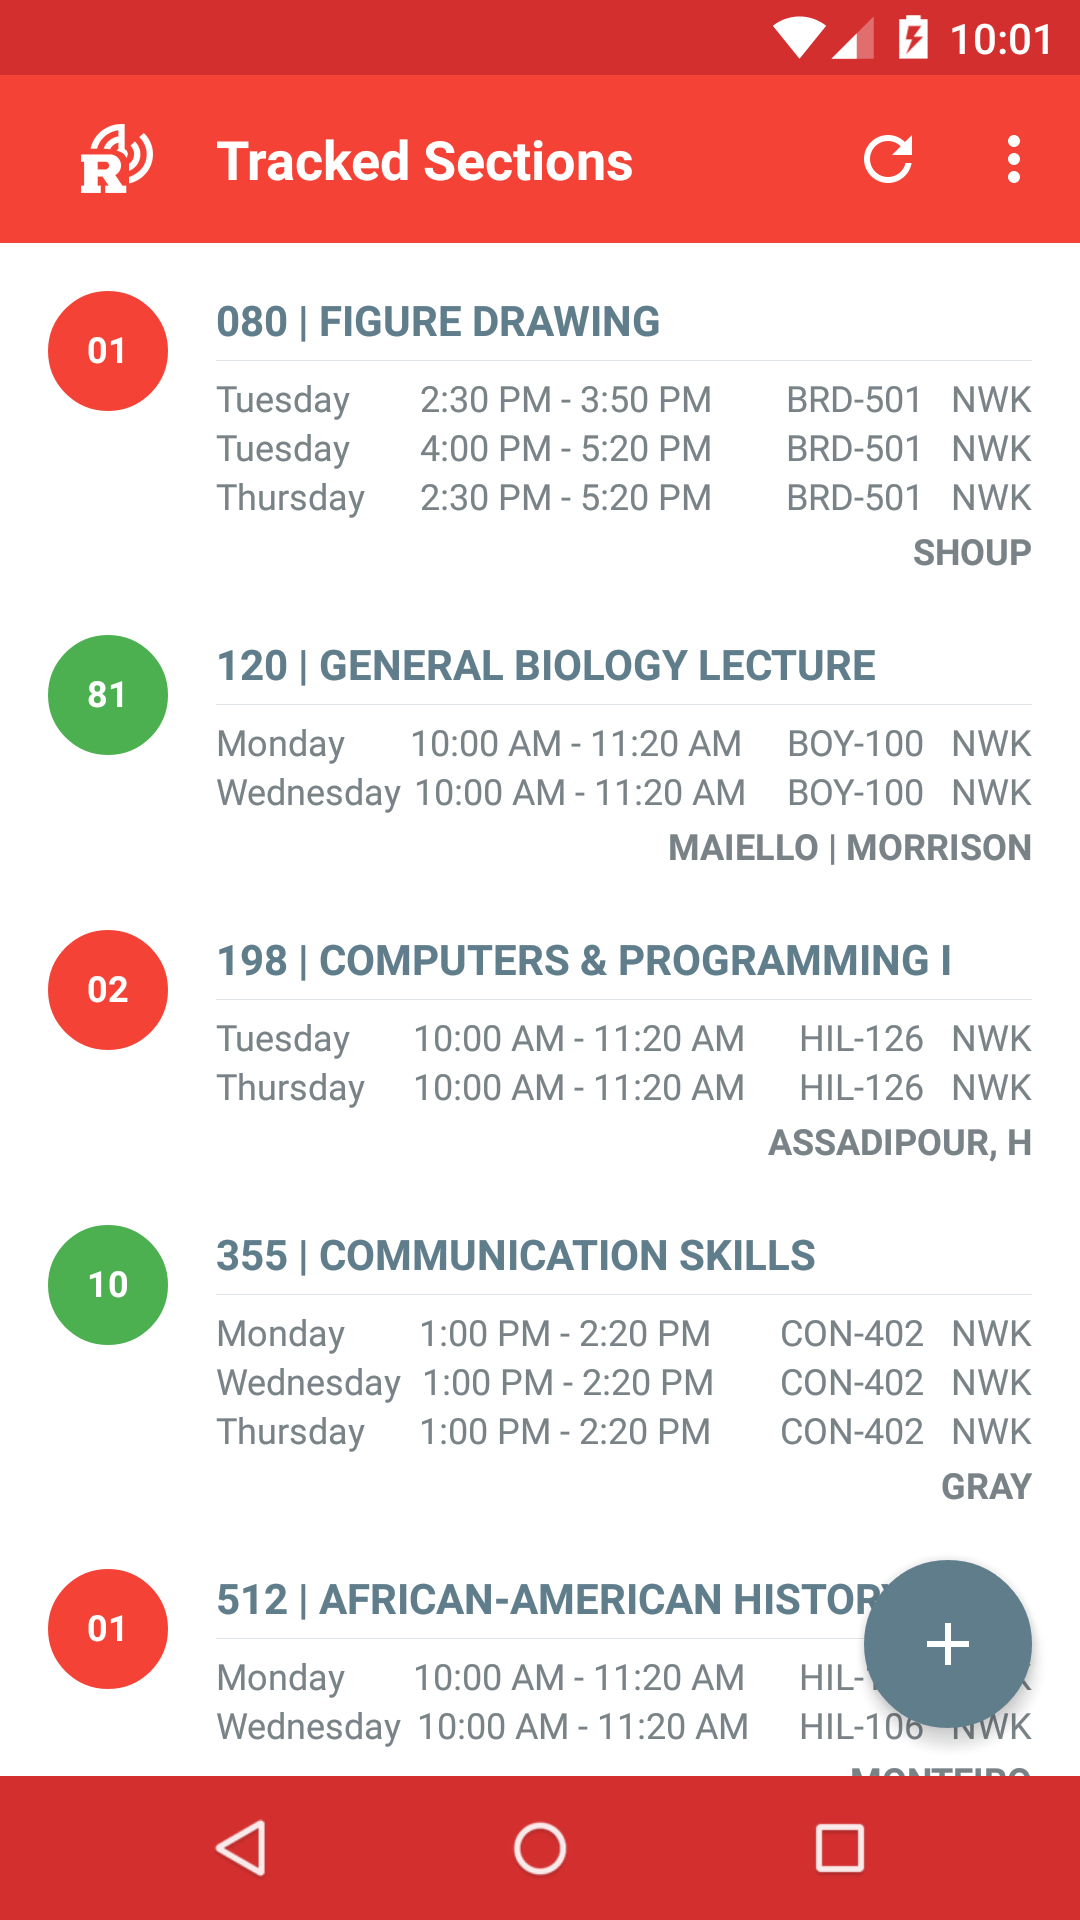 10:01
R Tracked Sections
01 080 | FIGURE DRAWING
Tuesday 2:30 PM - 3:50 PM BRD-501 NWK
Tuesday 4:00 PM - 5:20 PM BRD-501 NWK
Thursday 2:30 PM - 5:20 PM BRD-501 NWK
SHOUP
81 120 | GENERAL BIOLOGY LECTURE
Monday 10:00 AM - 11:20 AM BOY-100 NWK
Wednesday 10:00 AM - 11:20 AM BOY-100 NWK
MAIELLO | MORRISON
02 198 | COMPUTERS & PROGRAMMING I
Tuesday 10:00 AM - 11:20 AM HIL-126 NWK
Thursday 10:00 AM - 11:20 AM HIL-126 NWK
ASSADIPOUR, H
10 355 | COMMUNICATION SKILLS
Monday 1:00 PM - 2:20 PM CON-402 NWK
Wednesday 1:00 PM - 2:20 PM CON-402 NWK
Thursday 1:00 PM - 2:20 PM CON-402 NWK
GRAY
01 512 | AFRICAN-AMERICAN HISTORY
Monday 10:00 AM - 11:20 AM
Wednesday 10:00 AM - 11:20 AM HIL-106 NWK
MONTEIRO